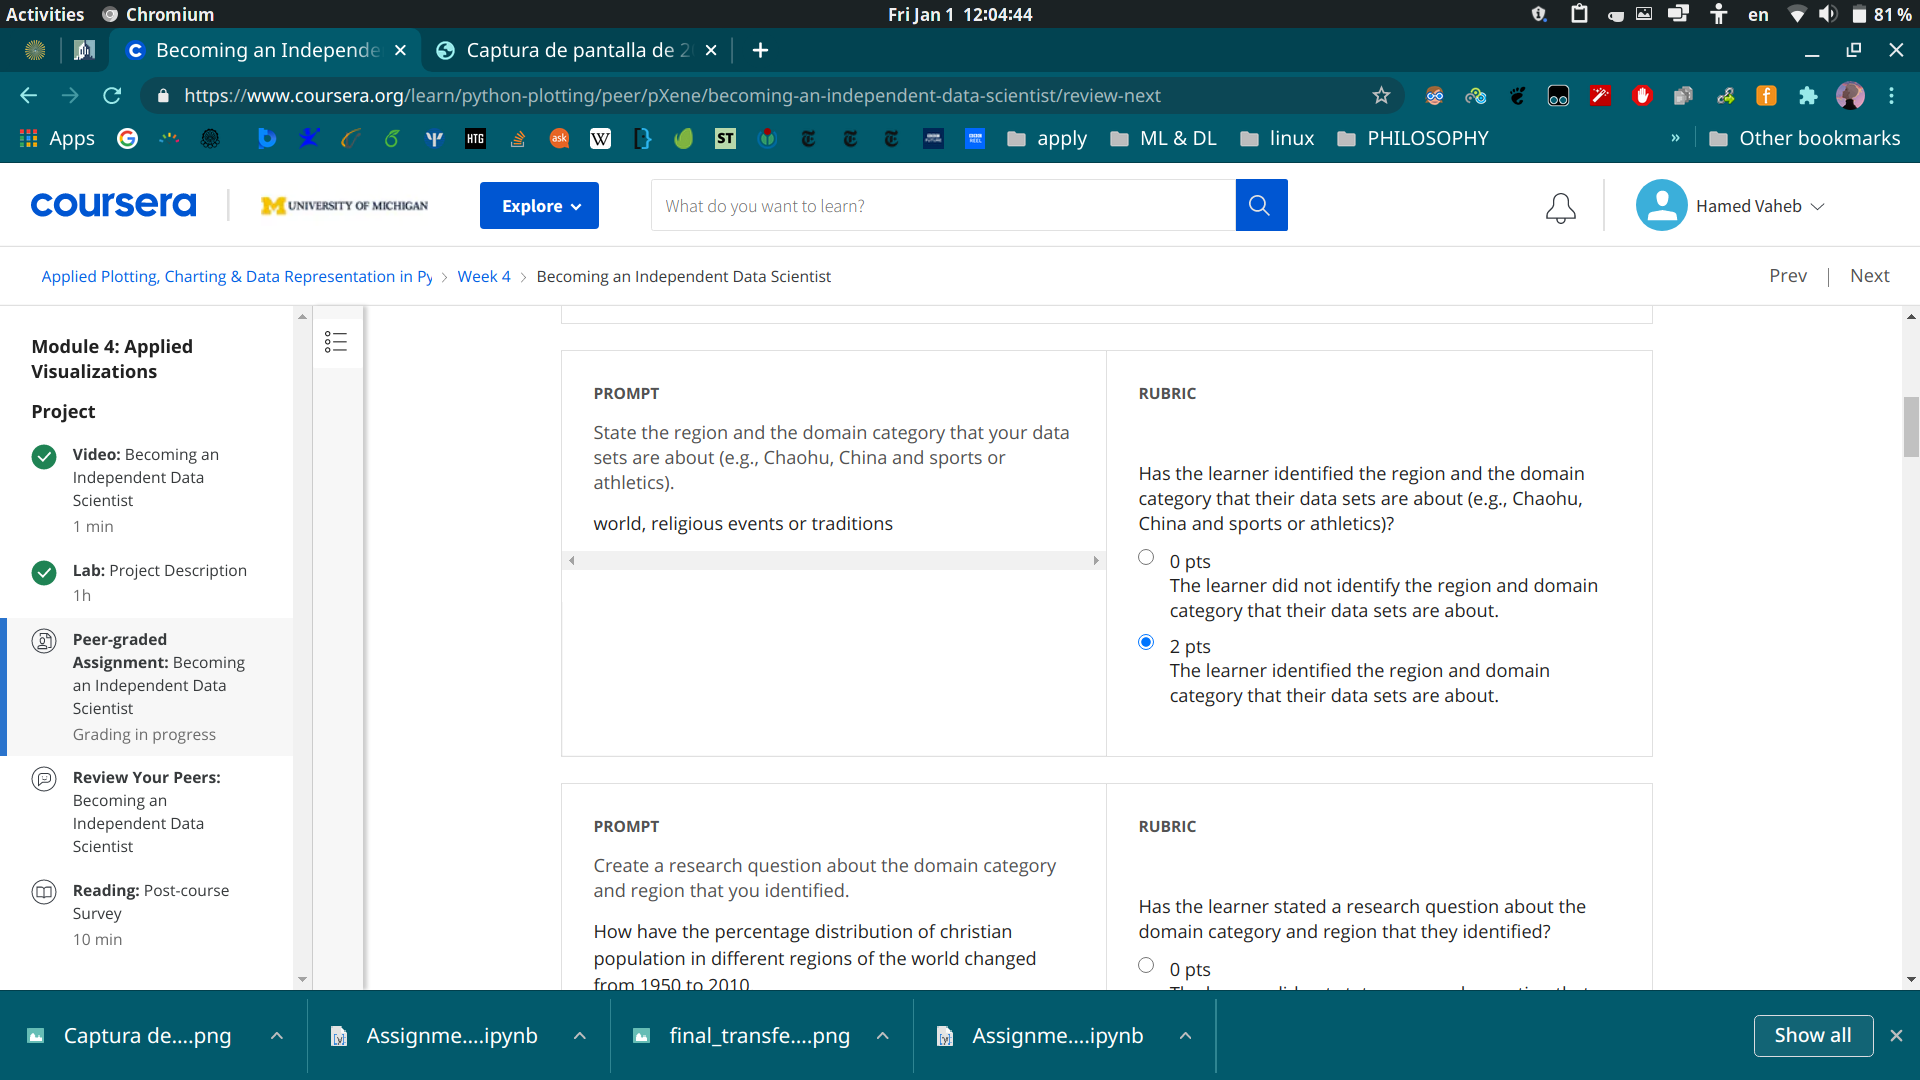 Activities Chromium Fri Jan 1 12:04:44 en 81 %
Becoming an Independe Captura de pantalla de 2
https://www.coursera.org/learn/python-plotting/peer/pXene/becoming-an-independent-data-scientist/review-next
Apps HTG ask W ST apply ML & DL linux PHILOSOPHY » Other bookmarks
coursera M UNIVERSITY OF MICHIGAN Explore What do you want to learn? Hamed Vaheb
Applied Plotting, Charting & Data Representation in Py > Week 4 > Becoming an Independent Data Scientist Prev | Next
Module 4: Applied
Visualizations
Project
Video: Becoming an
Independent Data
Scientist
1 min
Lab: Project Description
1h
Peer-graded
Assignment: Becoming
an Independent Data
Scientist
Grading in progress
Review Your Peers:
Becoming an
Independent Data
Scientist
Reading: Post-course
Survey
10 min
PROMPT
State the region and the domain category that your data
sets are about (e.g., Chaohu, China and sports or
athletics).
world, religious events or traditions
RUBRIC
Has the learner identified the region and the domain
category that their data sets are about (e.g., Chaohu,
China and sports or athletics)?
0 pts
The learner did not identify the region and domain
category that their data sets are about.
2 pts
The learner identified the region and domain
category that their data sets are about.
PROMPT
Create a research question about the domain category
and region that you identified.
How have the percentage distribution of christian
population in different regions of the world changed
from 1950 to 2010
RUBRIC
Has the learner stated a research question about the
domain category and region that they identified?
0 pts
Captura de....png Assignme....ipynb final_transfe....png Assignme....ipynb Show all